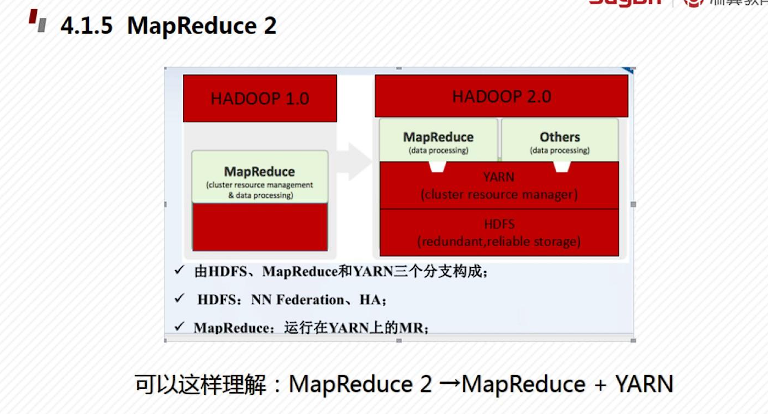 4.1.5 MapReduce 2
HADOOP 1.0
MapReduce
(cluster resource management
& data processing)
HADOOP 2.0
MapReduce
(data processing)
Others
(data processing)
YARN
(cluster resource manager)
HDFS
(redundant,reliable storage)
✓ 由HDFS、MapReduce和YARN三个分支构成；
✓ HDFS：NN Federation、HA；
✓ MapReduce：运行在YARN上的MR；
可以这样理解：MapReduce 2 →MapReduce + YARN